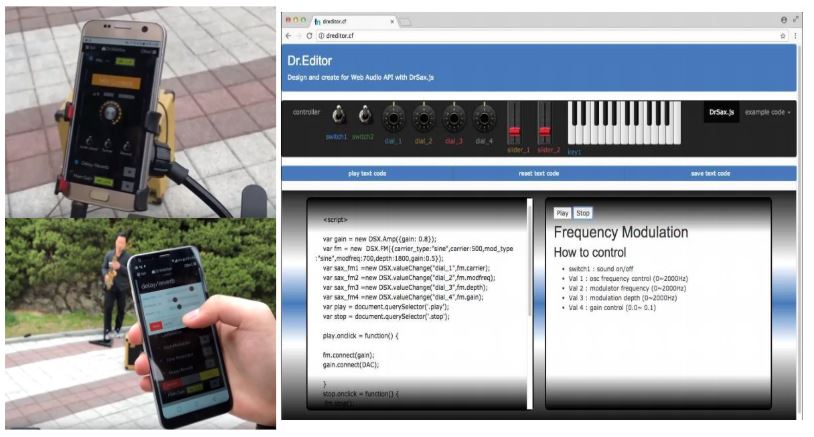 delay/reverb
Delay-Reverb
dreditor.cf
dreditor.cf
Dr.Editor
Design and create for Web Audio API with DrSax.js
controller
switch1
switch2
dial_1
dial_2
dial_3
dial_4
slider_1
slider_2
key1
DrSax.js
example code
play text code
reset text code
save text code
<script>
var gain = new DSX.Amp({gain: 0.8});
var fm = new DSX.FM({carrier_type:"sine",carrier:500,mod_type
:"sine",modfreq:700,depth:1800,gain:0.5});
var sax_fm1 =new DSX.valueChange("dial_1",fm.carrier);
var sax_fm2 =new DSX.valueChange("dial_2",fm.modfreq);
var sax_fm3 =new DSX.valueChange("dial_3",fm.depth);
var sax_fm4 =new DSX.valueChange("dial_4",fm.gain);
var play = document.querySelector('.play');
var stop = document.querySelector('.stop');
play.onclick = function() {
fm.connect(gain);
gain.connect(DAC);
}
stop.onclick = function() {
Play
Stop
Frequency Modulation
How to control
switch1 : sound on/off
Val 1 : osc frequency control (0~2000Hz)
Val 2 : modulator frequency (0~2000Hz)
Val 3 : modulation depth (0~2000Hz)
Val 4 : gain control (0.0~ 0.1)